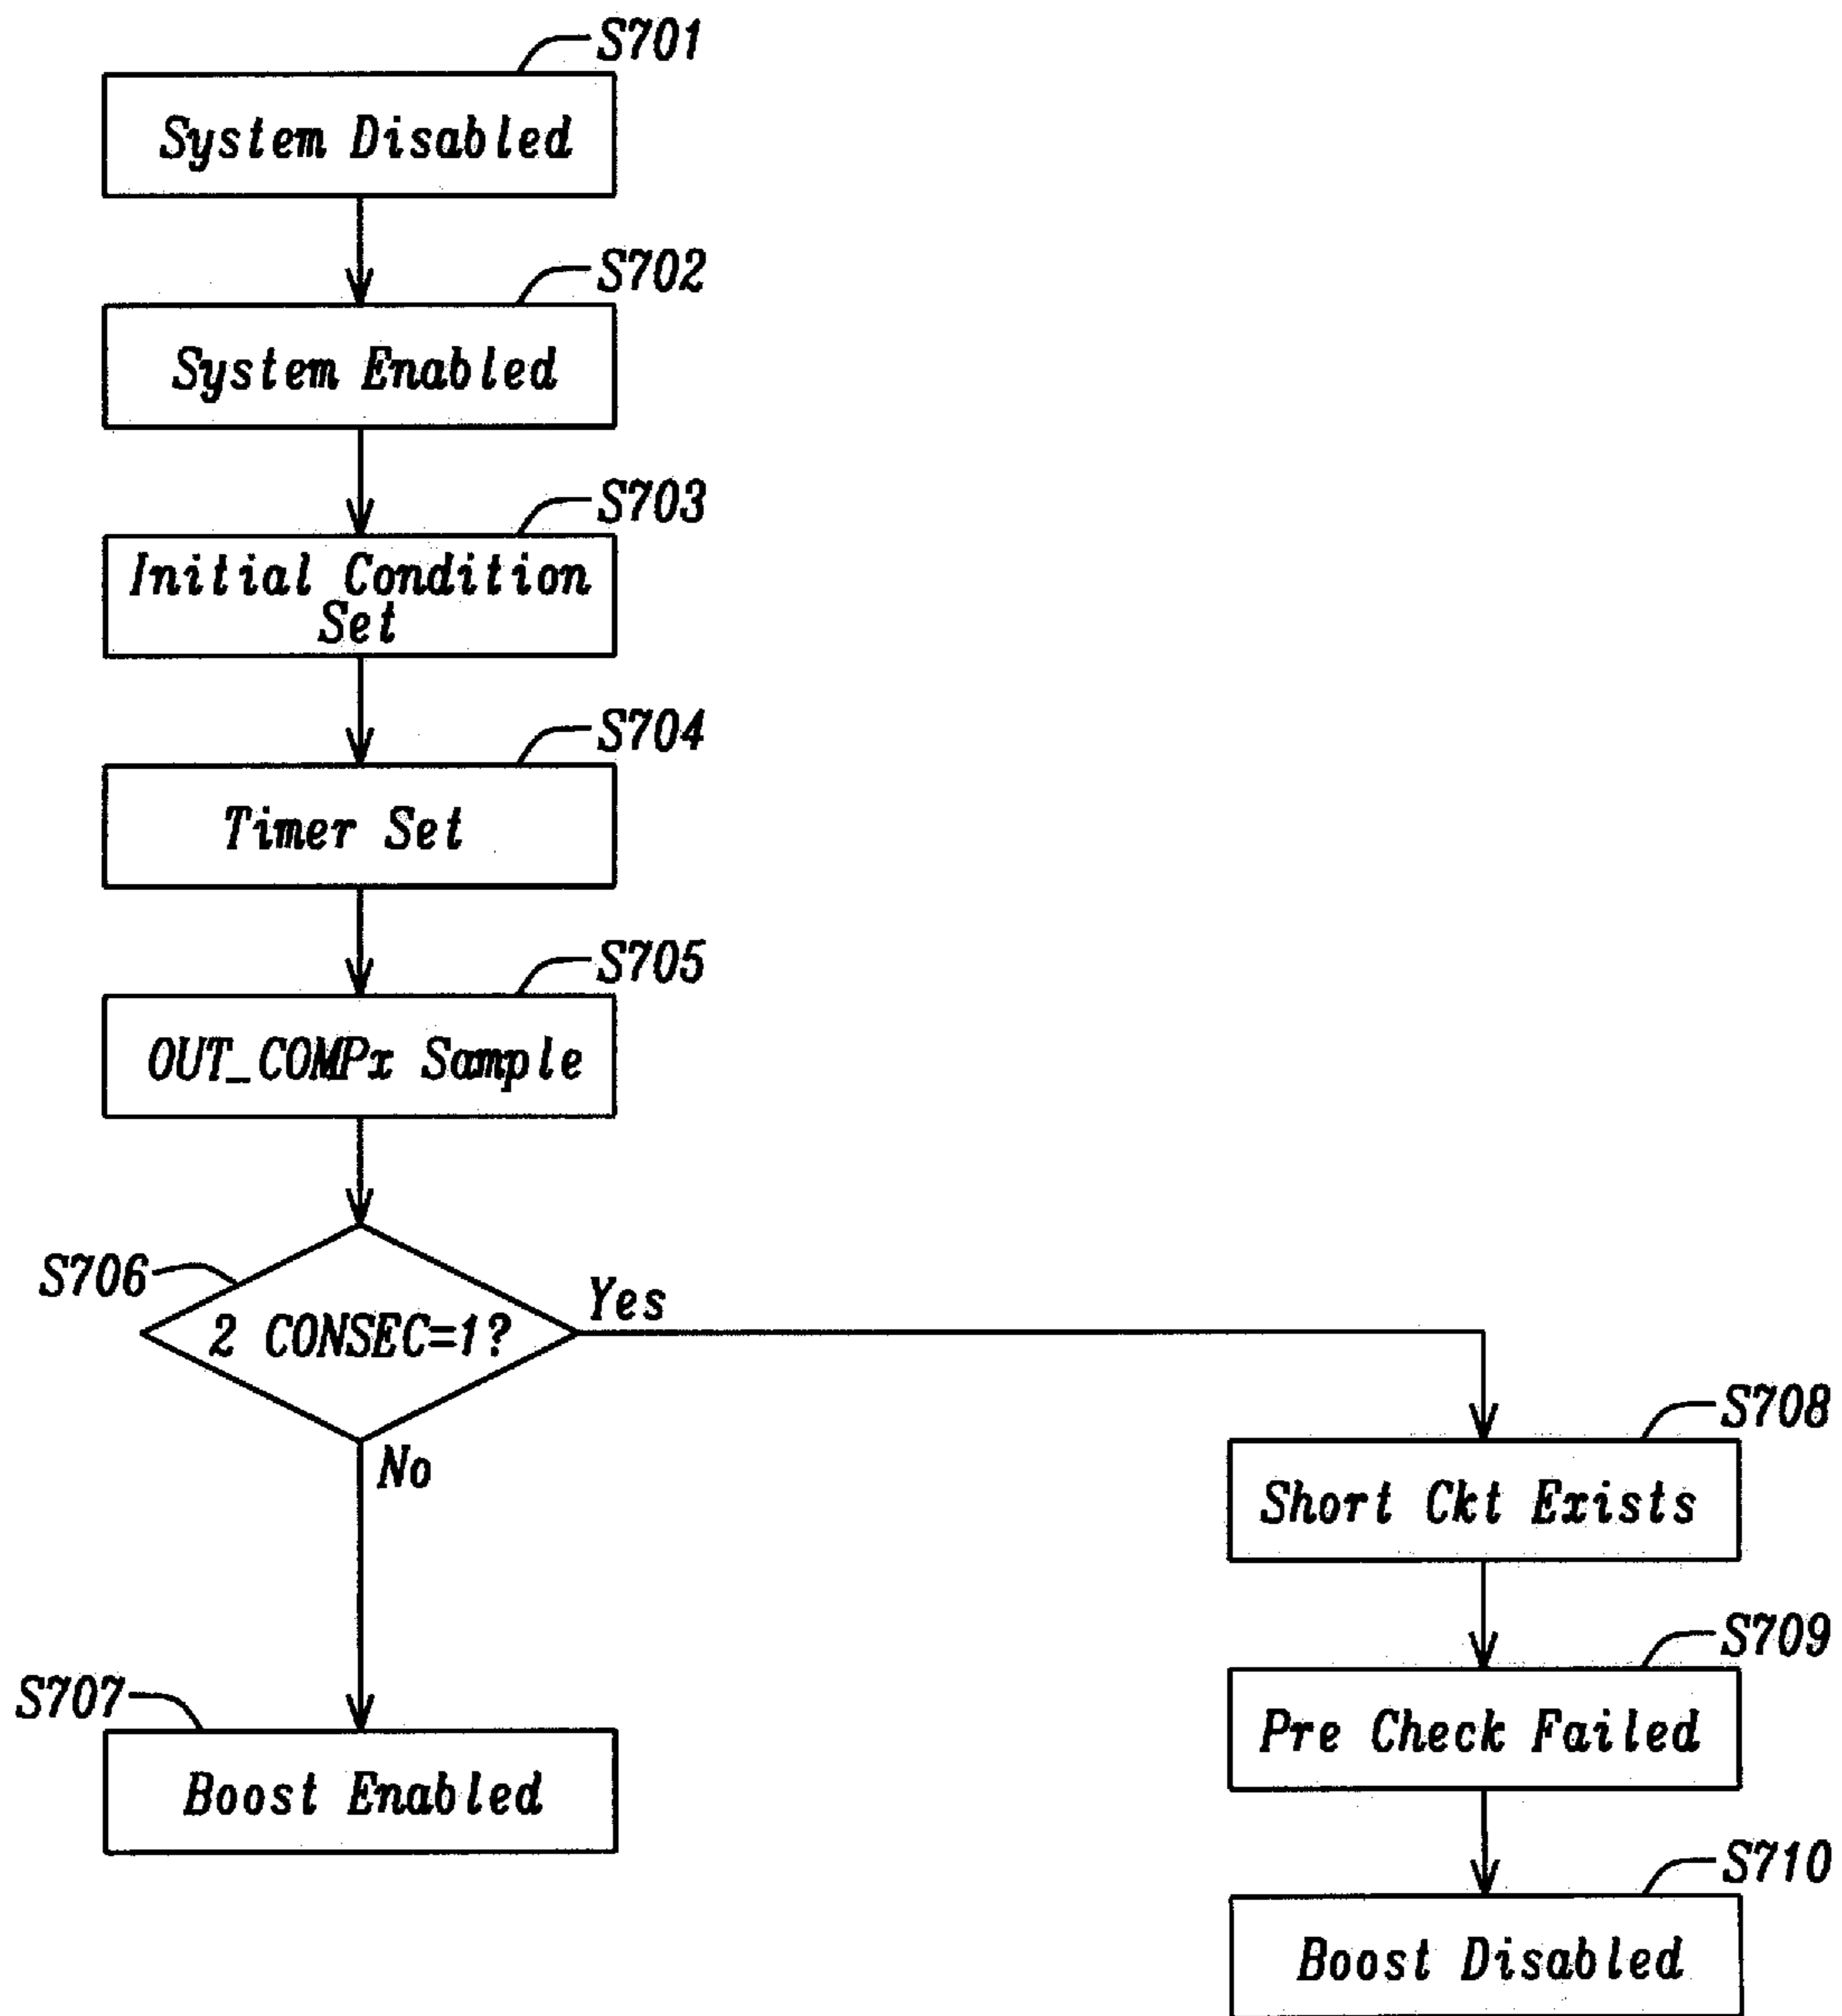 S701
System Disabled
S702
System Enabled
S703
Initial Condition
Set
S704
Timer Set
S705
OUT_COMPx Sample
S706
2 CONSEC=1?
Yes
No
S707
Boost Enabled
S708
Short Ckt Exists
S709
Pre Check Failed
S710
Boost Disabled